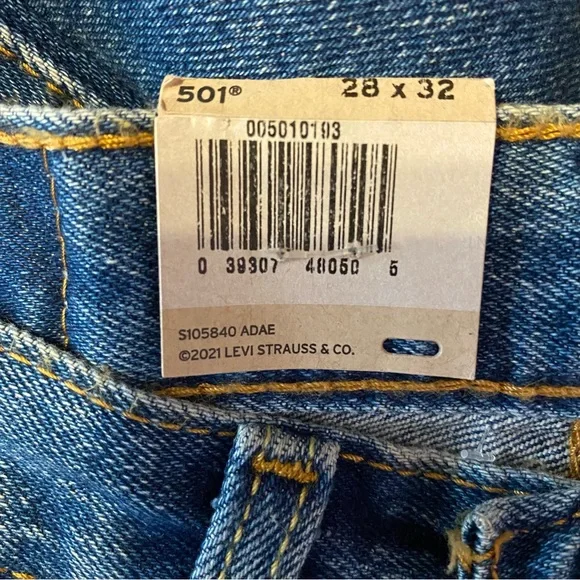 501® 28 x 32
005010193
0 39307 48050 5
S105840 ADAE
©2021 LEVI STRAUSS & CO.